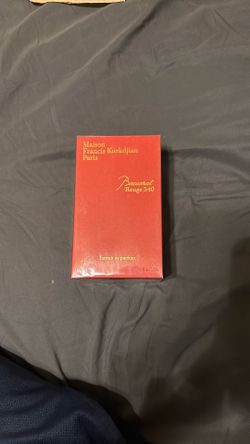 Maison
Francis Kurkdjian
Paris
Baccarat
Rouge 540
Extrait de parfum